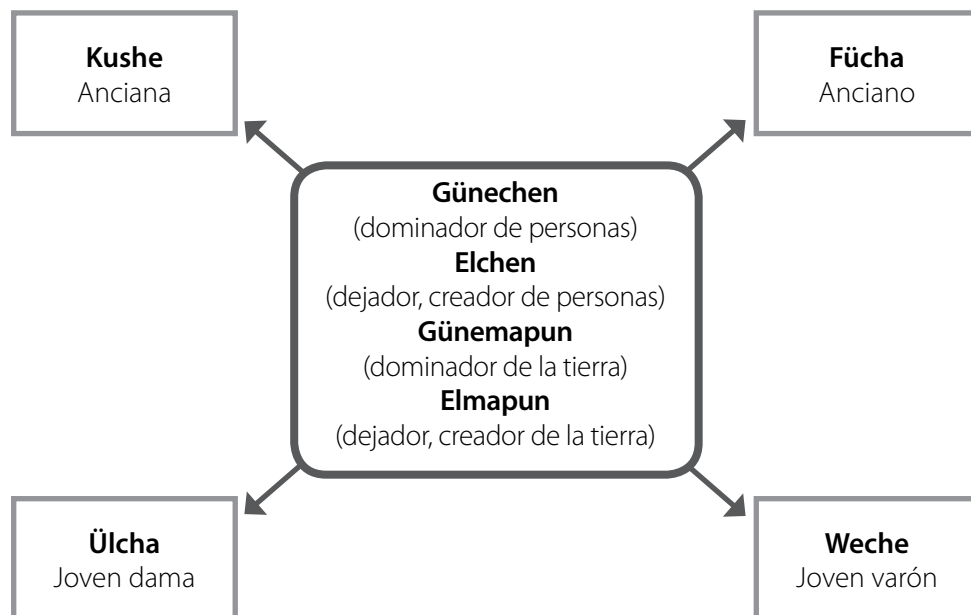 Kushe
Anciana
Fücha
Anciano
Günechen
(dominador de personas)
Elchen
(dejador, creador de personas)
Günemapun
(dominador de la tierra)
Elmapun
(dejador, creador de la tierra)
Ülcha
Joven dama
Weche
Joven varón